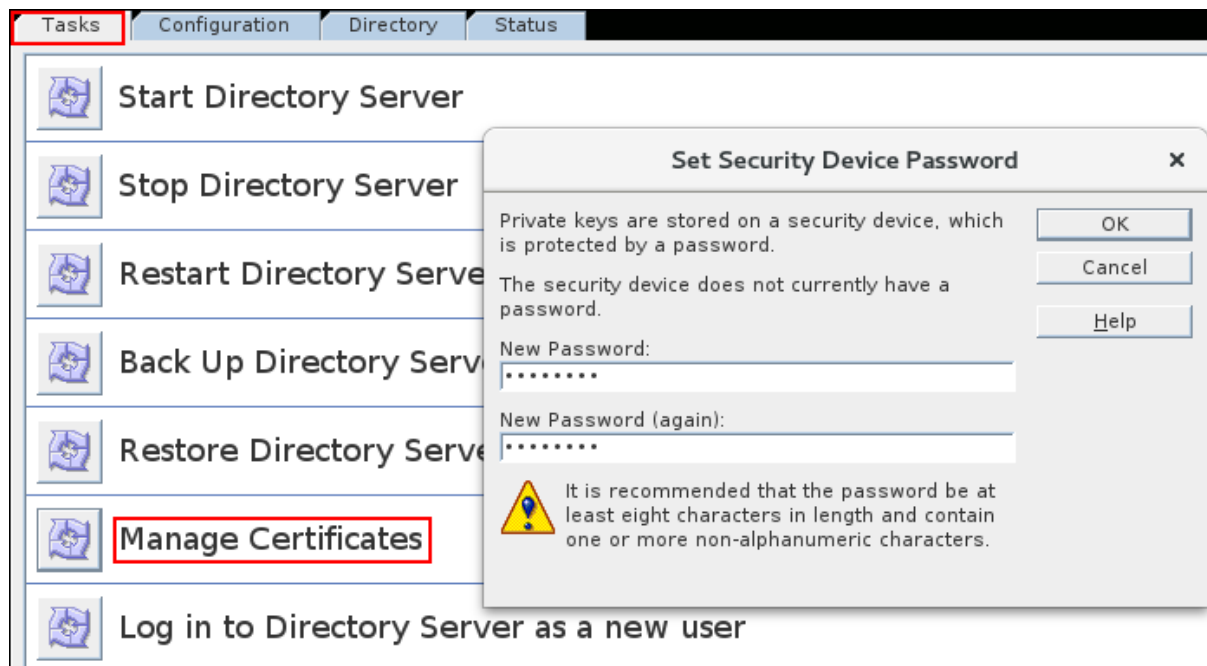 Tasks
Configuration
Directory
Status
Start Directory Server
Stop Directory Server
Restart Directory Serve
Back Up Directory Serv
Restore Directory Serve
Manage Certificates
Log in to Directory Server as a new user
Set Security Device Password
Private keys are stored on a security device, which
is protected by a password.
The security device does not currently have a
password.
New Password:
••••••••
New Password (again):
••••••••
It is recommended that the password be at
least eight characters in length and contain
one or more non-alphanumeric characters.
OK
Cancel
Help